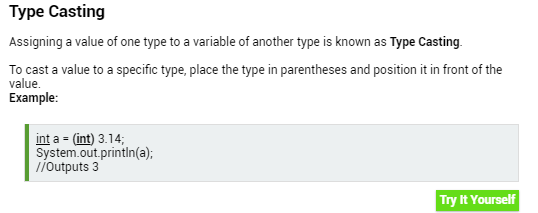 Type Casting
Assigning a value of one type to a variable of another type is known as Type Casting.
To cast a value to a specific type, place the type in parentheses and position it in front of the
value.
Example:
int a = (int) 3.14;
System.out.println(a);
//Outputs 3
Try It Yourself